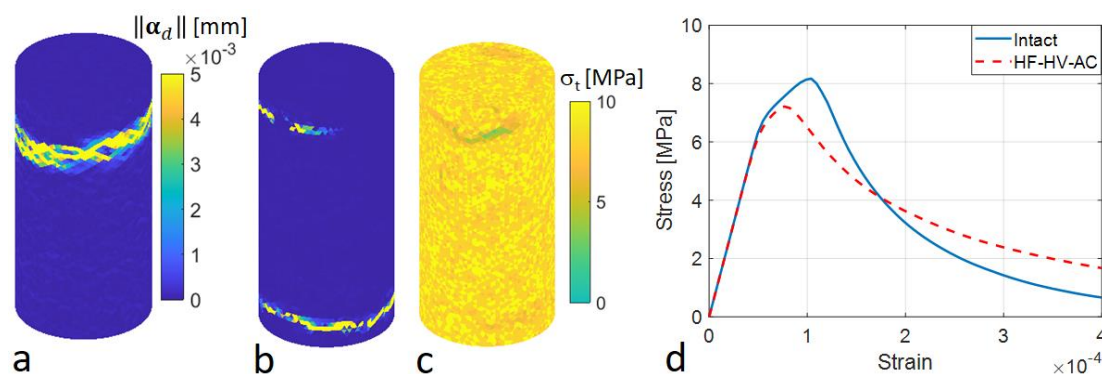 ‖α_d‖ [mm]
×10⁻³
5
4
3
2
1
0
a
b
σt [MPa]
10
5
0
c
10
8
6
4
2
0
Stress [MPa]
Intact
HF-HV-AC
0
1
2
3
4
×10⁻⁴
Strain
d